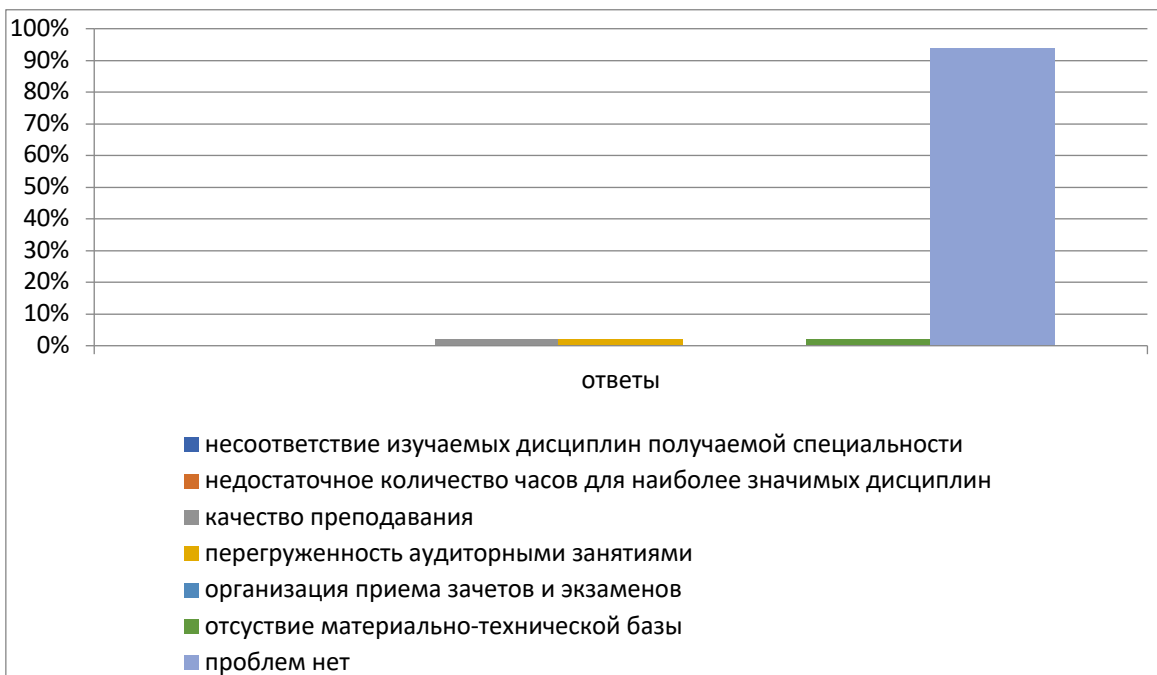 100%
90%
80%
70%
60%
50%
40%
30%
20%
10%
0%
ответы
несоответствие изучаемых дисциплин получаемой специальности
недостаточное количество часов для наиболее значимых дисциплин
качество преподавания
перегруженность аудиторными занятиями
организация приема зачетов и экзаменов
отсуствие материально-технической базы
проблем нет